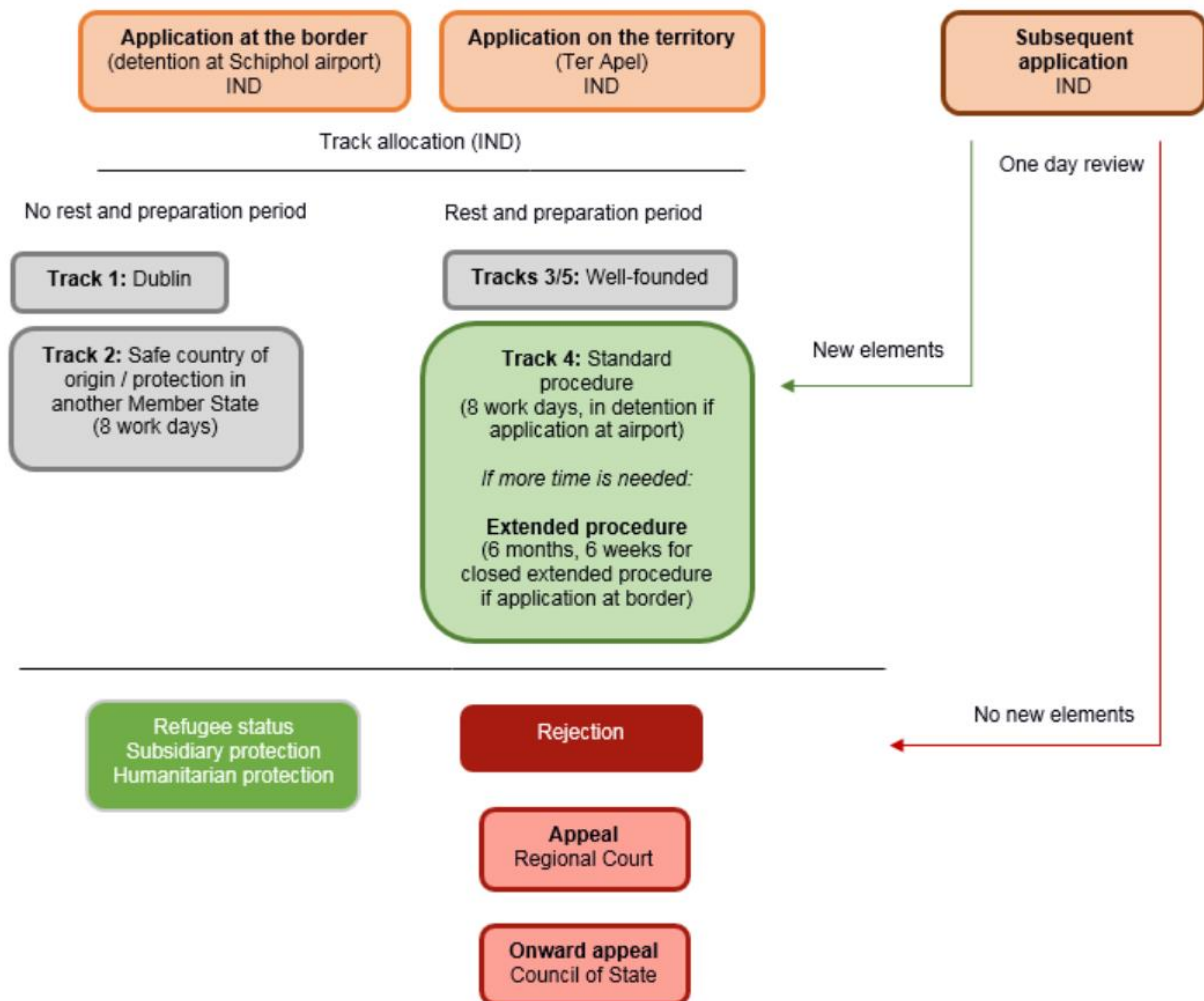 Application at the border
(detention at Schiphol airport)
IND
Application on the territory
(Ter Apel)
IND
Subsequent
application
IND
Track allocation (IND)
One day review
No rest and preparation period
Rest and preparation period
Track 1: Dublin
Tracks 3/5: Well-founded
Track 2: Safe country of
origin / protection in
another Member State
(8 work days)
Track 4: Standard
procedure
(8 work days, in detention if
application at airport)
If more time is needed:
Extended procedure
(6 months, 6 weeks for
closed extended procedure
if application at border)
New elements
No new elements
Refugee status
Subsidiary protection
Humanitarian protection
Rejection
Appeal
Regional Court
Onward appeal
Council of State